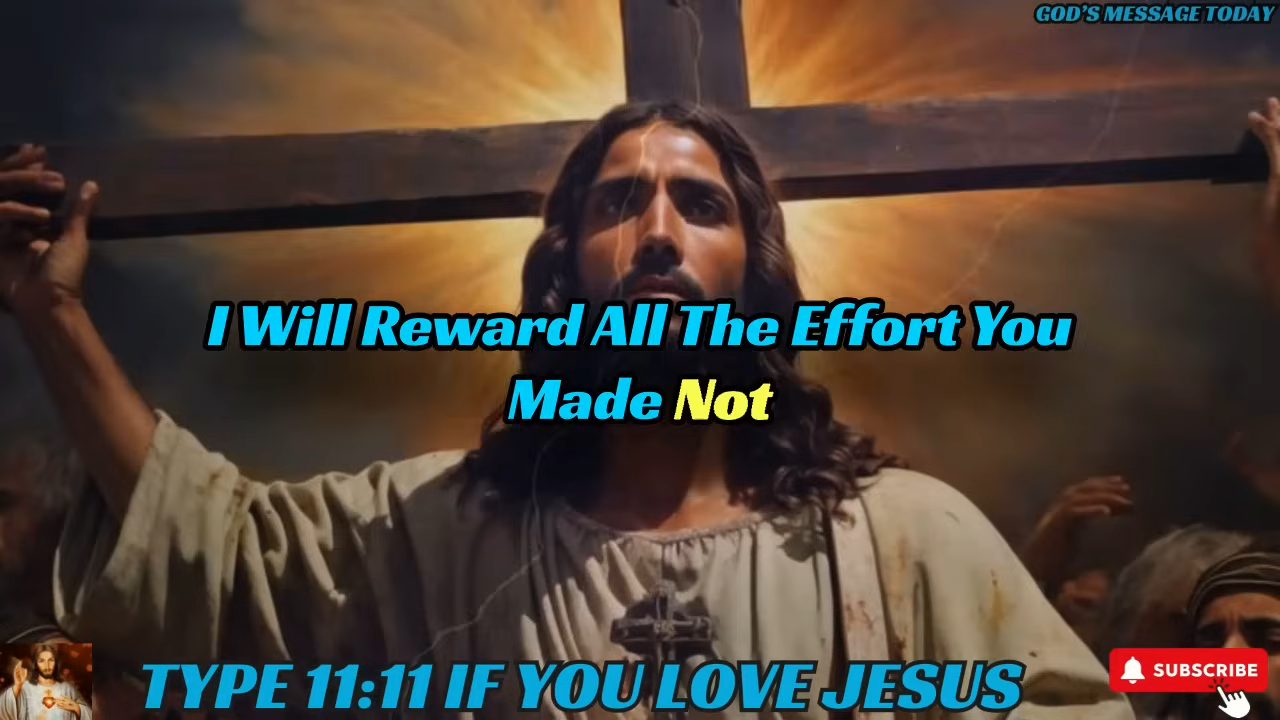 GOD'S MESSAGE TODAY
I Will Reward All The Effort You
Made Not
TYPE 11:11 IF YOU LOVE JESUS
SUBSCRIBE